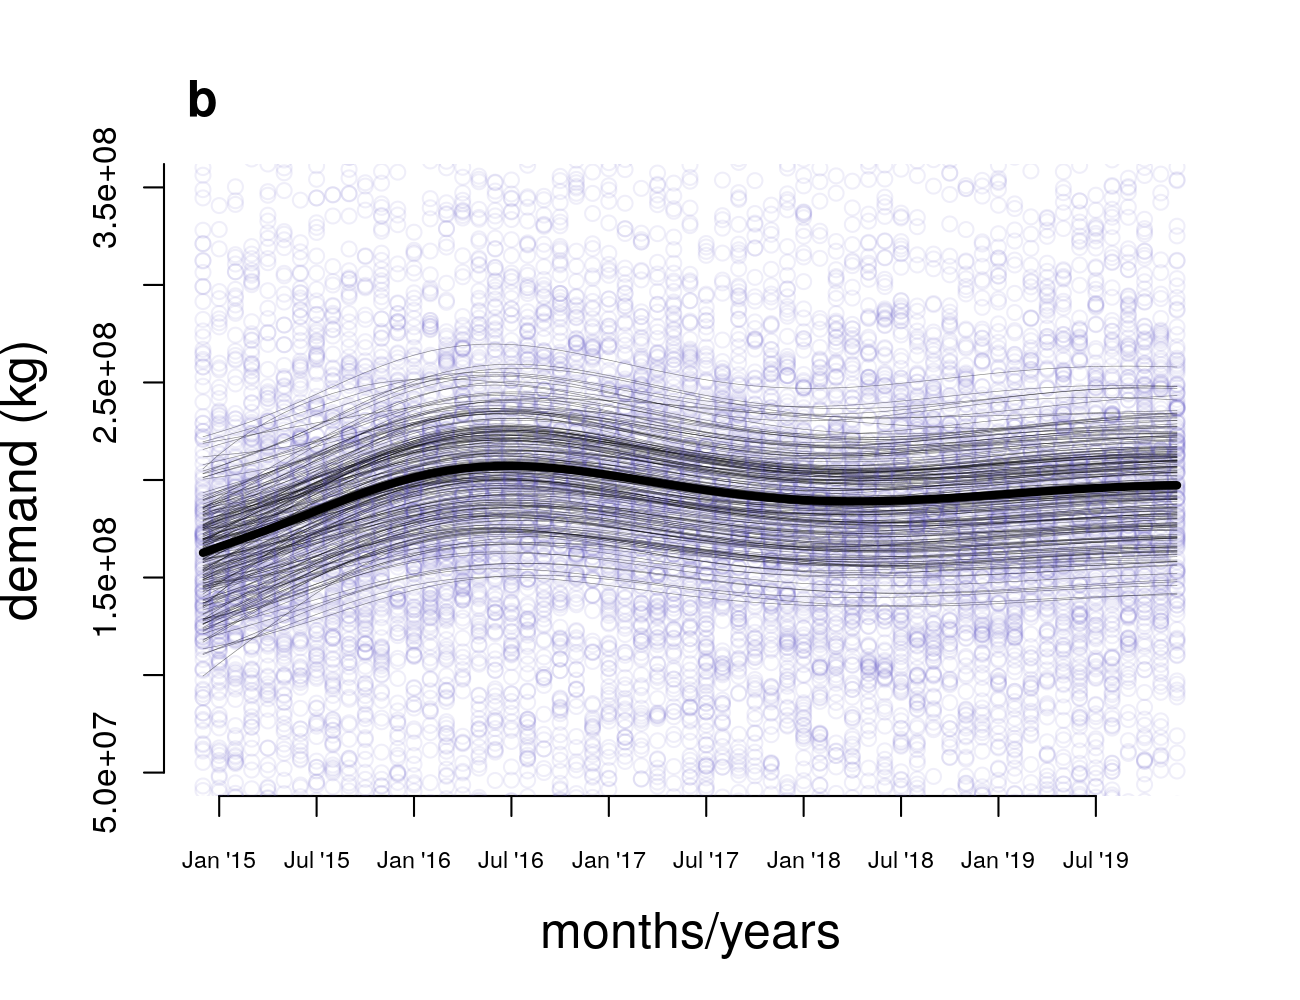 b
3.5e+08
2.5e+08
1.5e+08
5.0e+07
demand (kg)
Jan '15 Jul '15 Jan '16 Jul '16 Jan '17 Jul '17 Jan '18 Jul '18 Jan '19 Jul '19
months/years